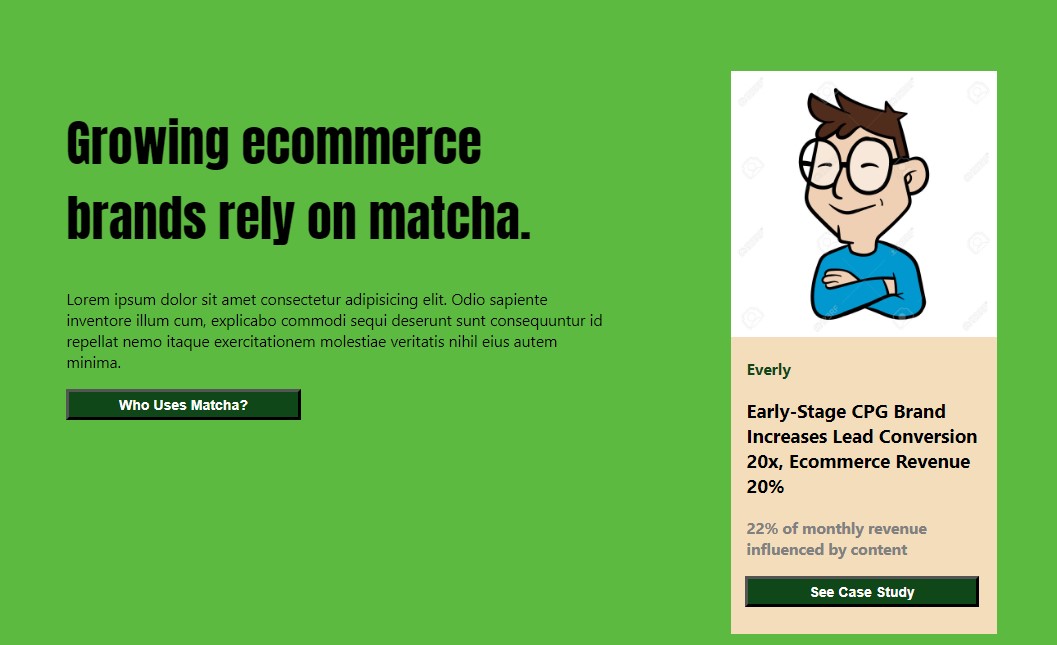 Growing ecommerce
brands rely on matcha.
Lorem ipsum dolor sit amet consectetur adipisicing elit. Odio sapiente
inventore illum cum, explicabo commodi sequi deserunt sunt consequuntur id
repellat nemo itaque exercitationem molestiae veritatis nihil eius autem
minima.
Who Uses Matcha?
Everly
Early-Stage CPG Brand
Increases Lead Conversion
20x, Ecommerce Revenue
20%
22% of monthly revenue
influenced by content
See Case Study